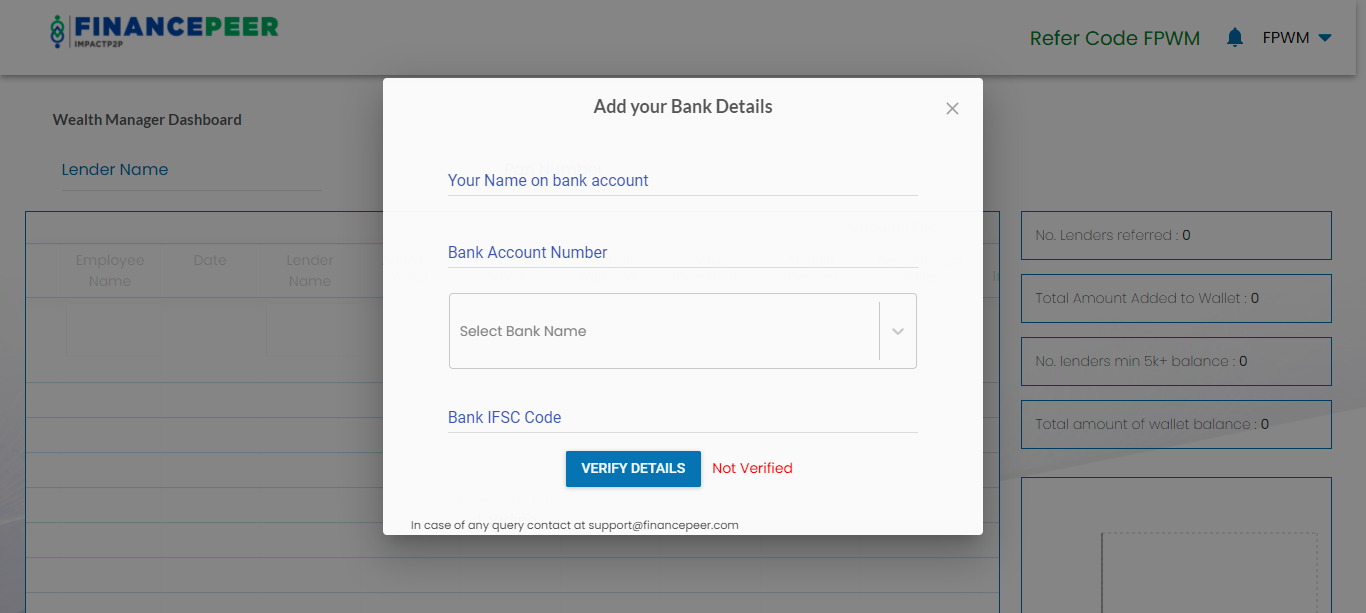 FINANCEPEER
IMPACTP2P
Refer Code FPWM
FPWM
Add your Bank Details
Wealth Manager Dashboard
Lender Name
Your Name on bank account
Bank Account Number
Select Bank Name
Bank IFSC Code
VERIFY DETAILS
Not Verified
In case of any query contact at support@financepeer.com
Employee
Name
Date
Lender
Name
No. Lenders referred : 0
Total Amount Added to Wallet : 0
No. lenders min 5k+ balance : 0
Total amount of wallet balance : 0